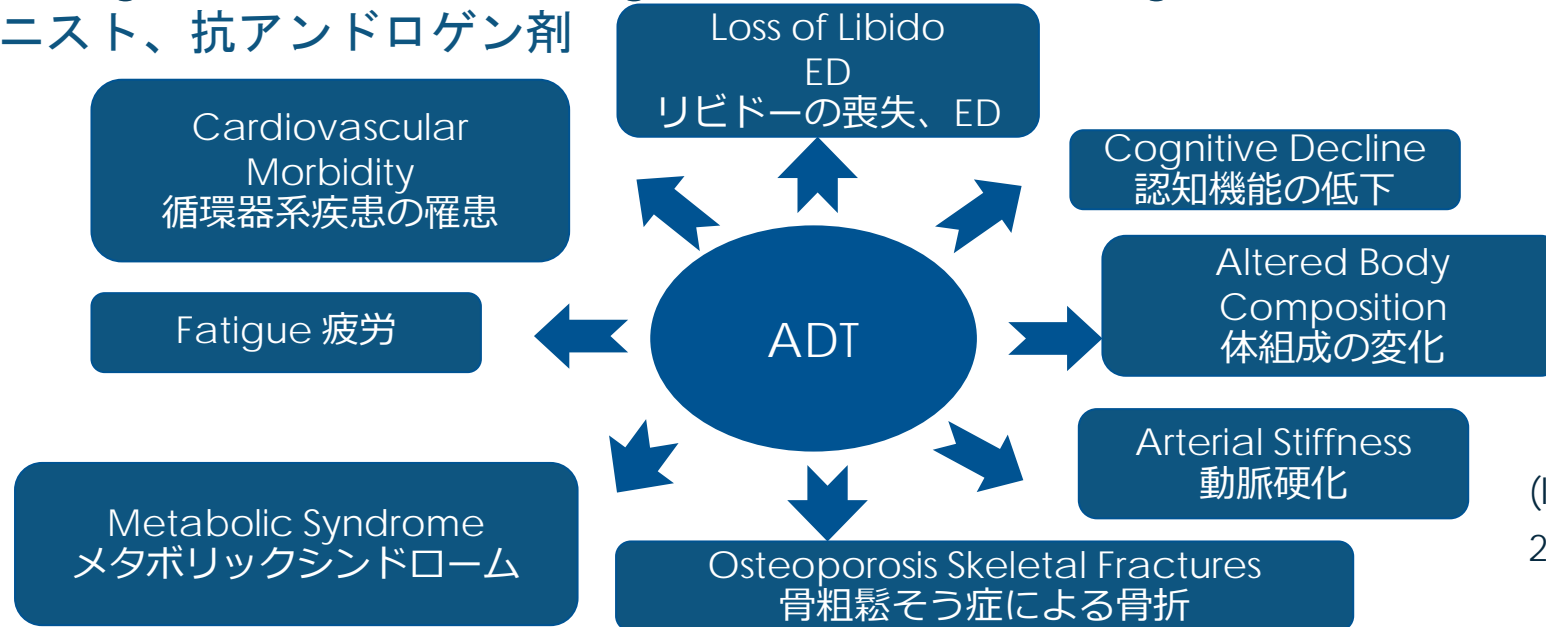 ニスト、抗アンドロゲン剤
Loss of Libido
ED
リビドーの喪失、ED
Cardiovascular
Morbidity
循環器系疾患の罹患
Cognitive Decline
認知機能の低下
Altered Body
Composition
体組成の変化
Fatigue 疲労
ADT
Arterial Stiffness
動脈硬化
Metabolic Syndrome
メタボリックシンドローム
Osteoporosis Skeletal Fractures
骨粗鬆そう症による骨折
2